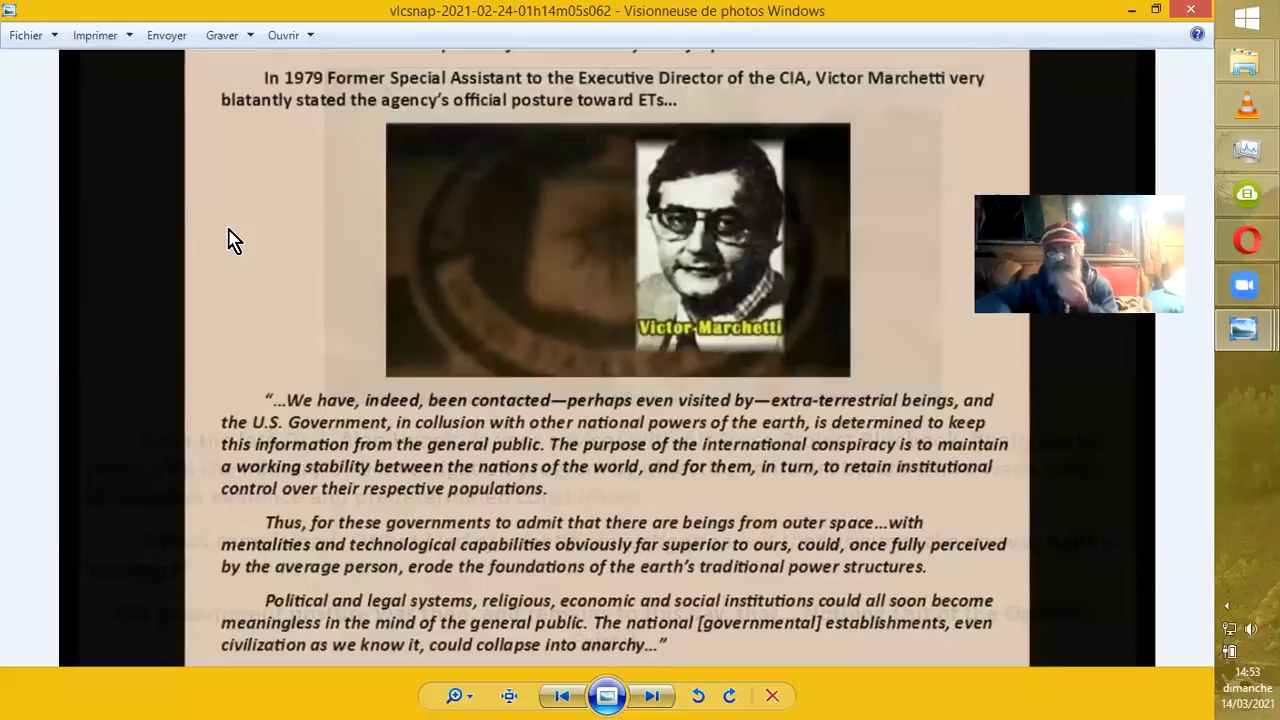 vlcsnap-2021-02-24-01h14m05s062 - Visionneuse de photos Windows
Fichier Imprimer Envoyer Graver Ouvrir
In 1979 Former Special Assistant to the Executive Director of the CIA, Victor Marchetti very
blatantly stated the agency's official posture toward ETs...
Victor Marchetti
"...We have, indeed, been contacted—perhaps even visited by—extra-terrestrial beings, and
the U.S. Government, in collusion with other national powers of the earth, is determined to keep
this information from the general public. The purpose of the international conspiracy is to maintain
a working stability between the nations of the world, and for them, in turn, to retain institutional
control over their respective populations.
Thus, for these governments to admit that there are beings from outer space...with
mentalities and technological capabilities obviously far superior to ours, could, once fully perceived
by the average person, erode the foundations of the earth's traditional power structures.
Political and legal systems, religious, economic and social institutions could all soon become
meaningless in the mind of the general public. The national [governmental] establishments, even
civilization as we know it, could collapse into anarchy..."
14:53
dimanche
14/03/2021